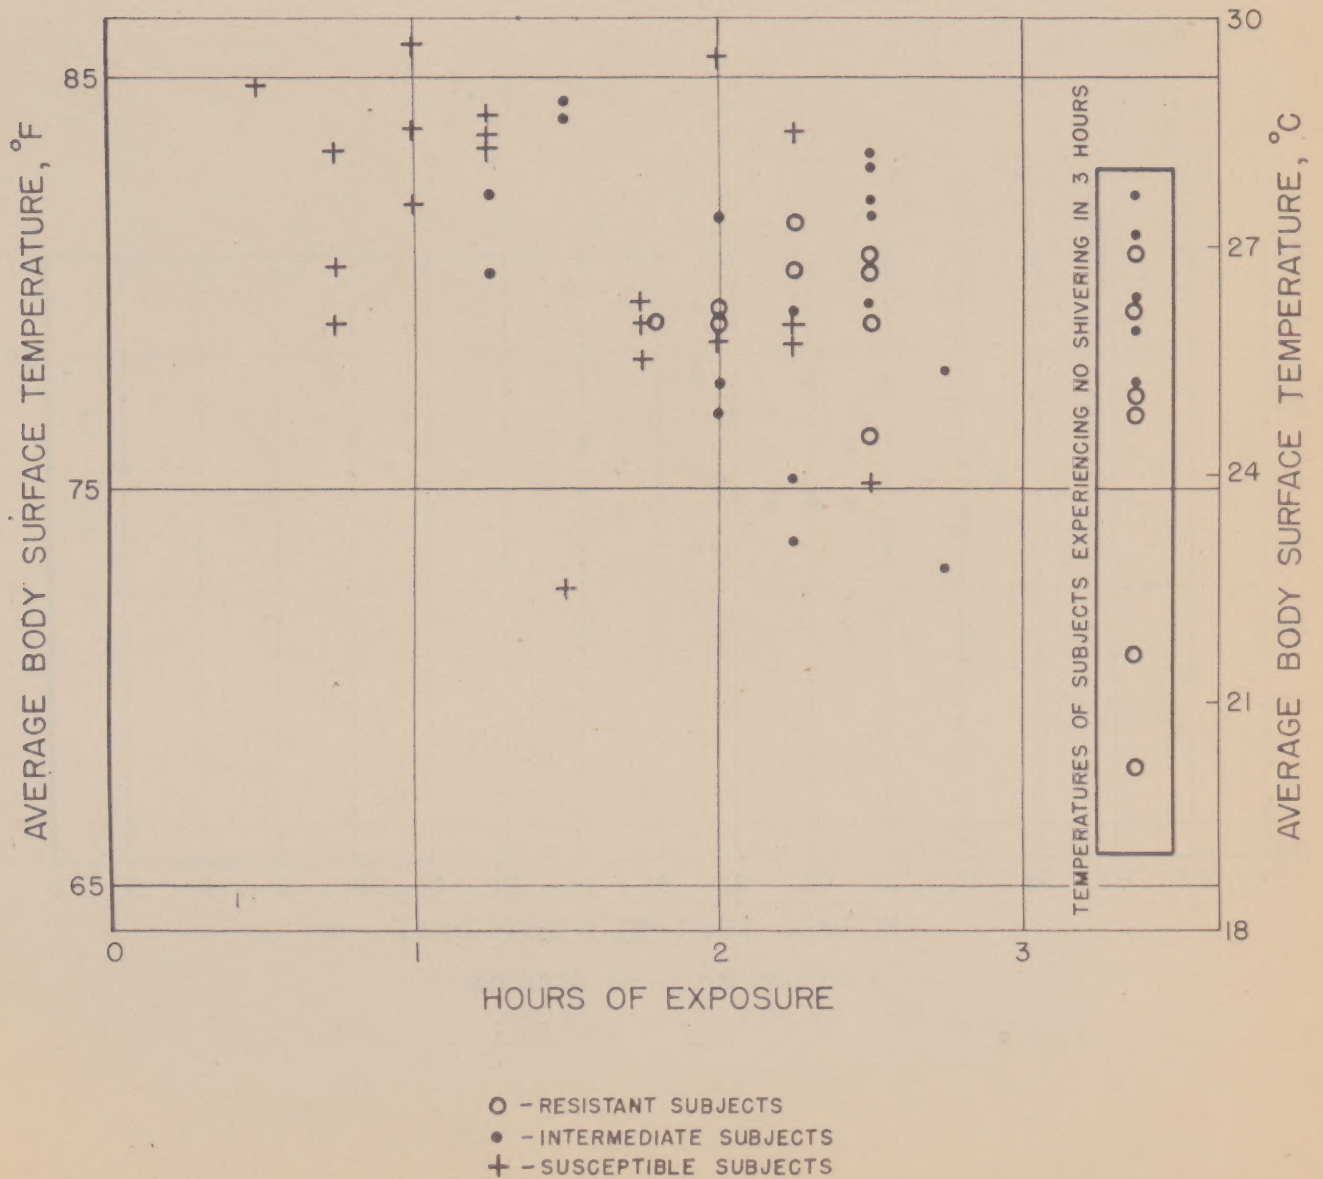 AVERAGE BODY SURFACE TEMPERATURE, °F
85
75
65
0
1
2
3
HOURS OF EXPOSURE
TEMPERATURES OF SUBJECTS EXPERIENCING NO SHIVERING IN 3 HOURS
30
27
24
21
18
AVERAGE BODY SURFACE TEMPERATURE, °C
O - RESISTANT SUBJECTS
• - INTERMEDIATE SUBJECTS
+ - SUSCEPTIBLE SUBJECTS